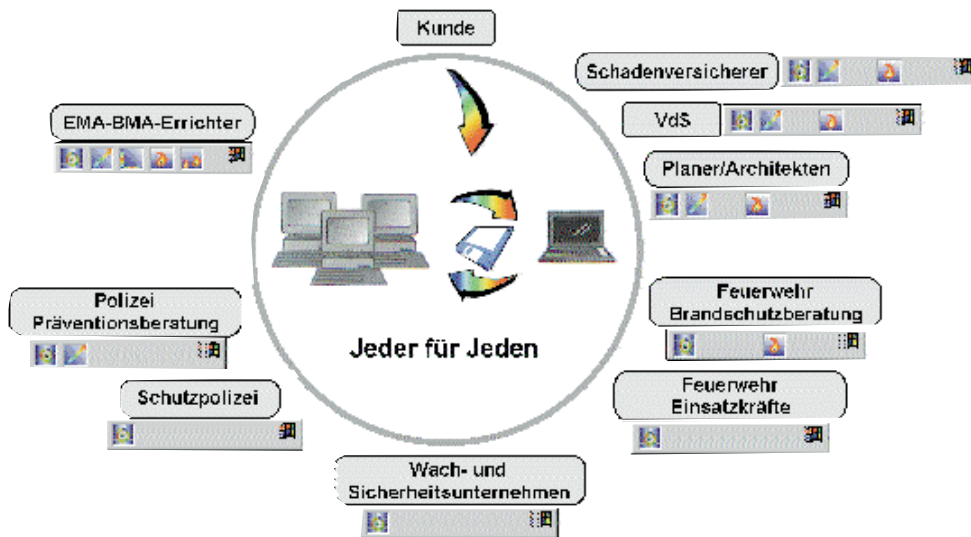 Kunde
Schadenversicherer
EMA-BMA-Errichter
VdS
Planer/Architekten
Polizei
Präventionsberatung
Feuerwehr
Brandschutzberatung
Jeder für Jeden
Schutzpolizei
Feuerwehr
Einsatzkräfte
Wach- und
Sicherheitsunternehmen